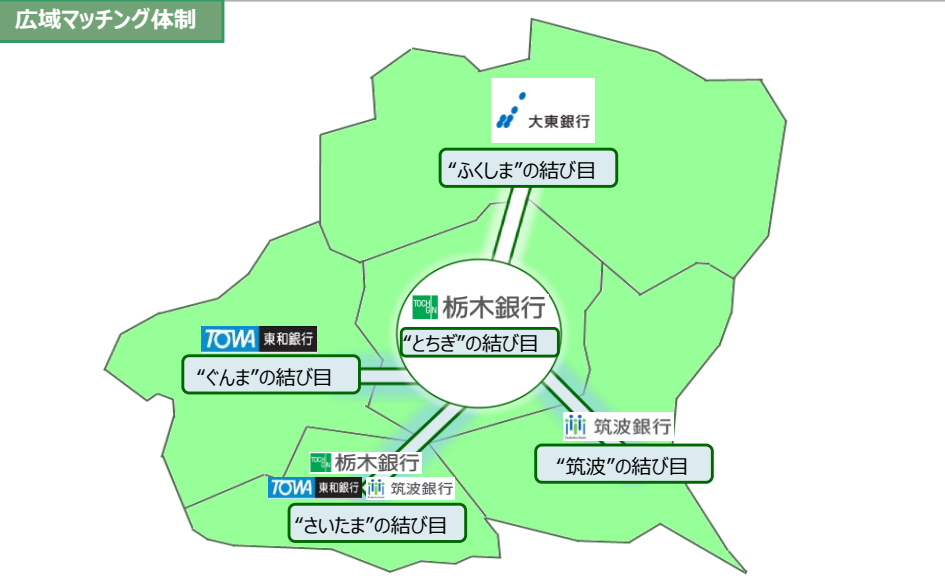 広域マッチング体制
大東銀行
“ふくしま”の結び目
TOCHIGIN 栃木銀行
“とちぎ”の結び目
TOWA 東和銀行
“ぐんま”の結び目
筑波銀行
“筑波”の結び目
TOCHIGIN 栃木銀行
TOWA 東和銀行 筑波銀行
“さいたま”の結び目